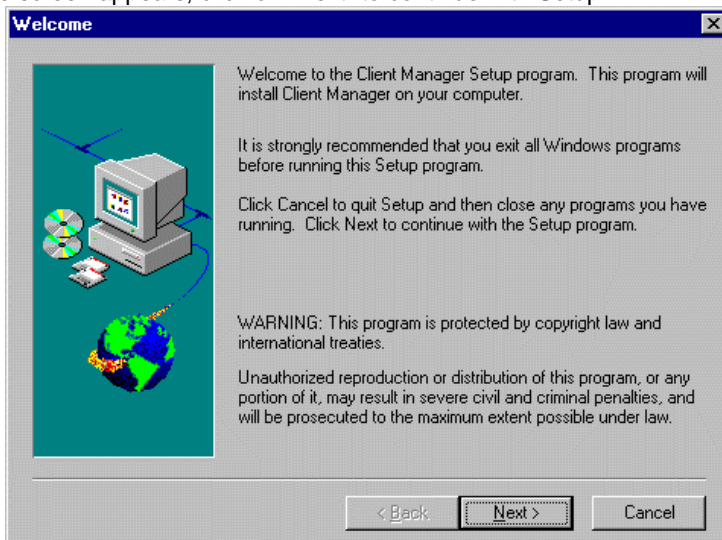 Welcome
Welcome to the Client Manager Setup program. This program will
install Client Manager on your computer.
It is strongly recommended that you exit all Windows programs
before running this Setup program.
Click Cancel to quit Setup and then close any programs you have
running. Click Next to continue with the Setup program.
WARNING: This program is protected by copyright law and
international treaties.
Unauthorized reproduction or distribution of this program, or any
portion of it, may result in severe civil and criminal penalties, and
will be prosecuted to the maximum extent possible under law.
< Back
Next >
Cancel